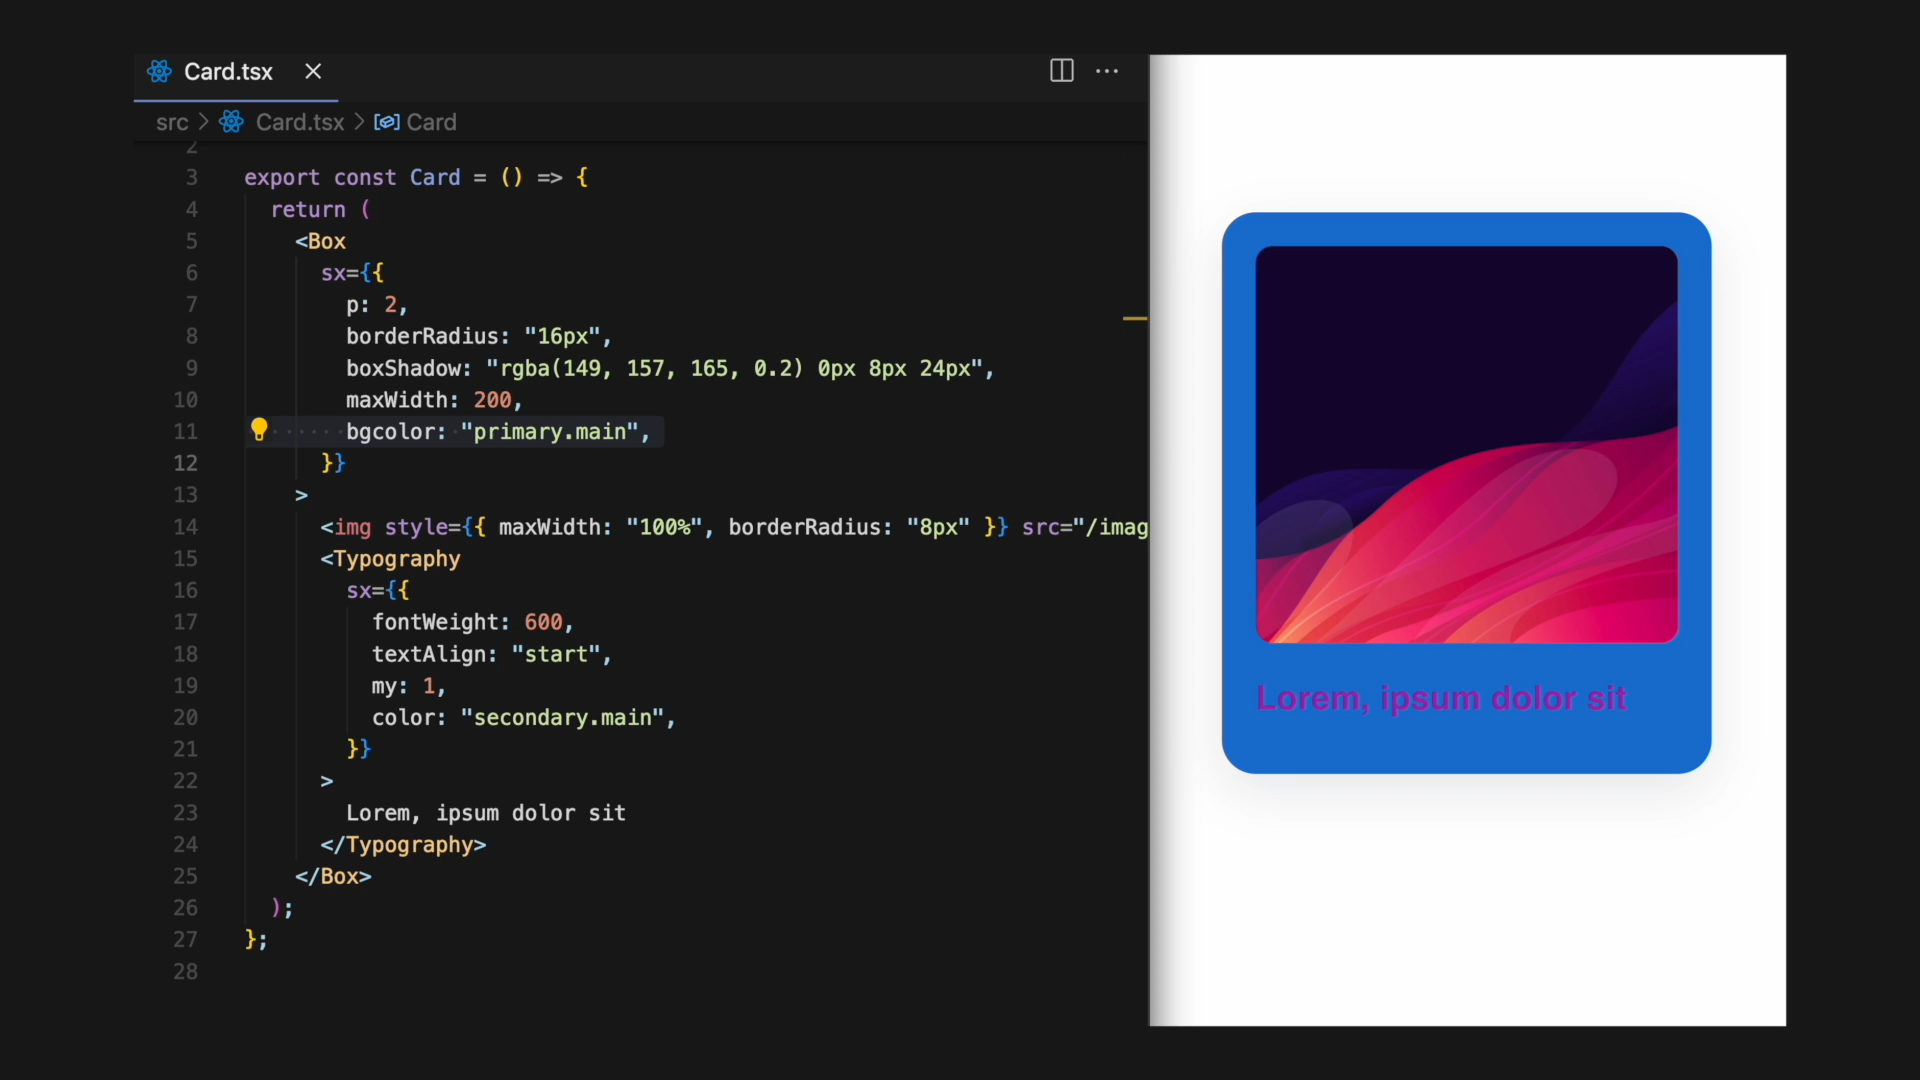 Card.tsx
src > Card.tsx > Card
2
3 export const Card = () => {
4 return (
5 <Box
6 sx={{
7 p: 2,
8 borderRadius: "16px",
9 boxShadow: "rgba(149, 157, 165, 0.2) 0px 8px 24px",
10 maxWidth: 200,
11 bgcolor: "primary.main",
12 }}
13 >
14 <img style={{ maxWidth: "100%", borderRadius: "8px" }} src="/imag
15 <Typography
16 sx={{
17 fontWeight: 600,
18 textAlign: "start",
19 my: 1,
20 color: "secondary.main",
21 }}
22 >
23 Lorem, ipsum dolor sit
24 </Typography>
25 </Box>
26 );
27 };
28
Lorem, ipsum dolor sit